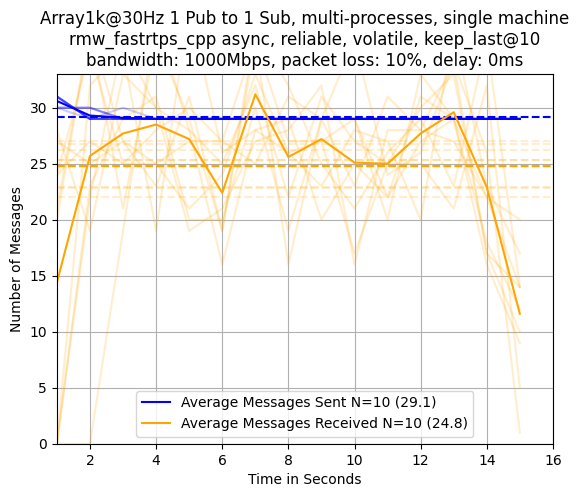 Array1k@30Hz 1 Pub to 1 Sub, multi-processes, single machine
rmw_fastrtps_cpp async, reliable, volatile, keep_last@10
bandwidth: 1000Mbps, packet loss: 10%, delay: 0ms
Number of Messages
30
25
20
15
10
5
0
2
4
6
8
10
12
14
16
Time in Seconds
Average Messages Sent N=10 (29.1)
Average Messages Received N=10 (24.8)